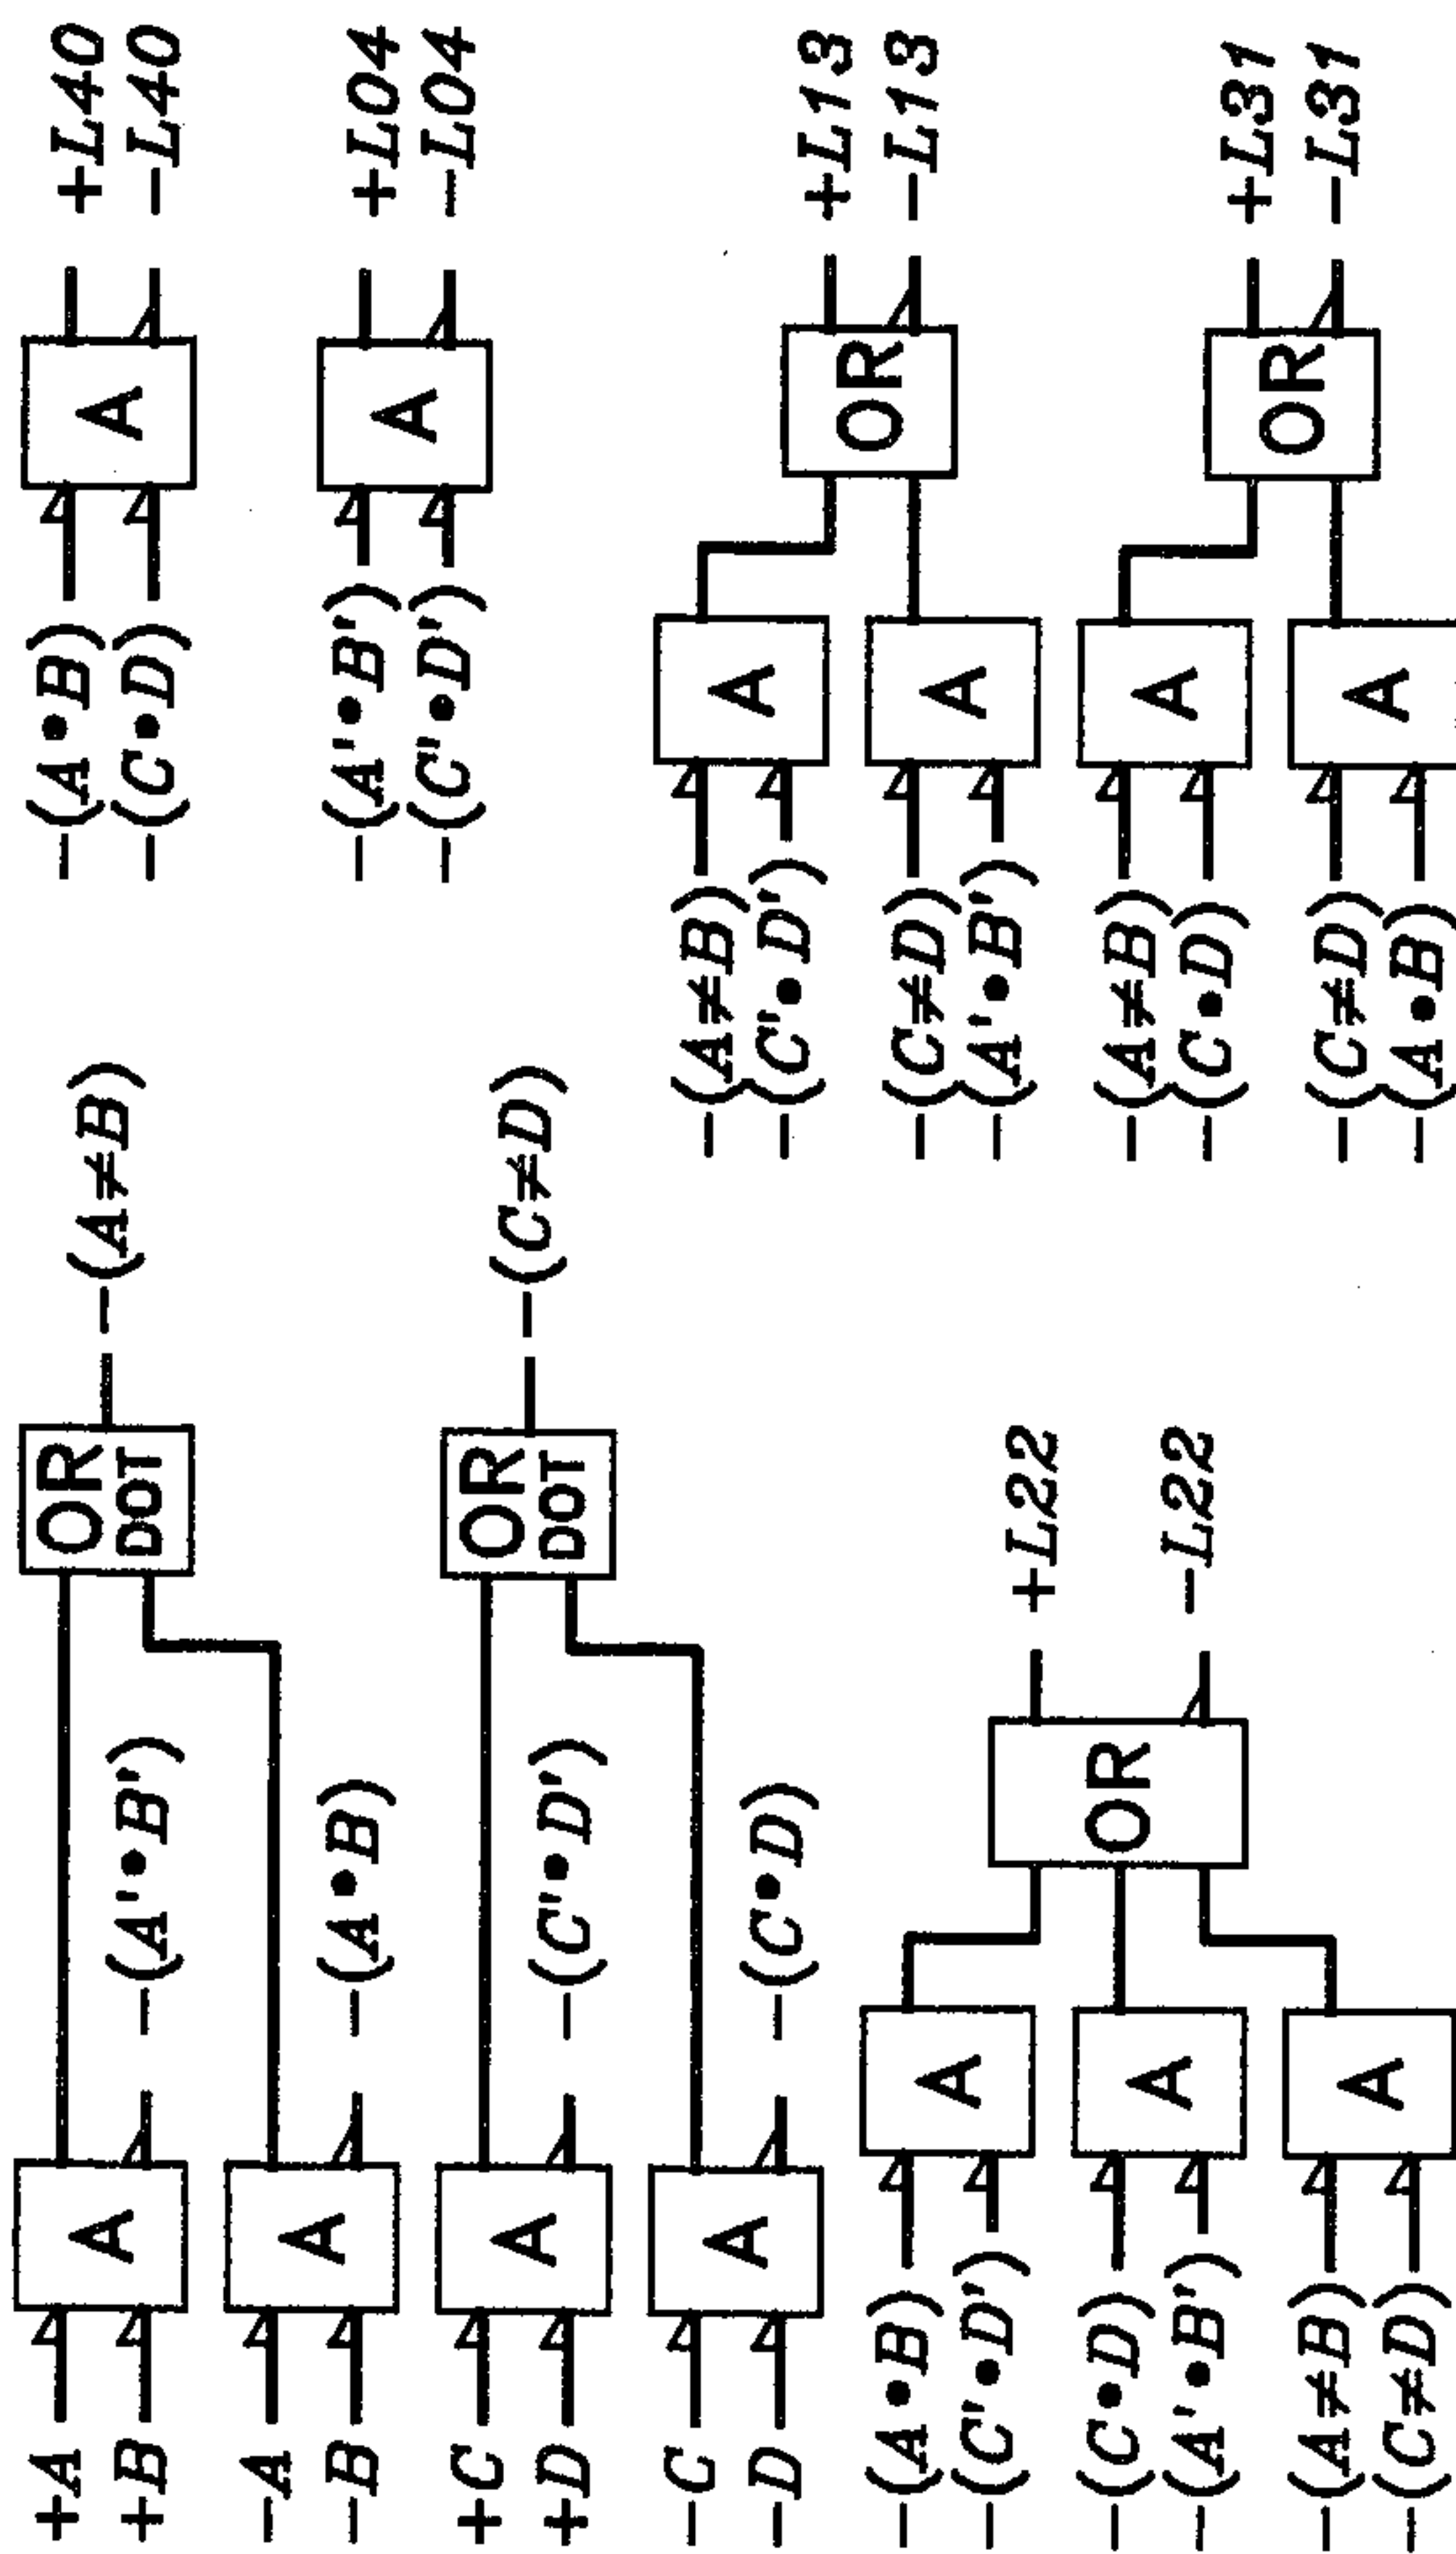 +A
+B
A
-(A'•B')
OR
DOT
-(A≠B)
-A
-B
A
-(A•B)
+C
+D
A
-(C'•D')
OR
DOT
-(C≠D)
-C
-D
A
-(C•D)
-(A•B)
-(C'•D')
A
-(C•D)
-(A'•B')
A
-(A≠B)
-(C≠D)
A
OR
+L22
-L22
-(A•B)
-(C•D)
A
+L40
-L40
-(A'•B')
-(C'•D')
A
+L04
-L04
-(A≠B)
-(C'•D')
A
-(C≠D)
-(A'•B')
A
OR
+L13
-L13
-(A≠B)
-(C•D)
A
-(C≠D)
-(A•B)
A
OR
+L31
-L31